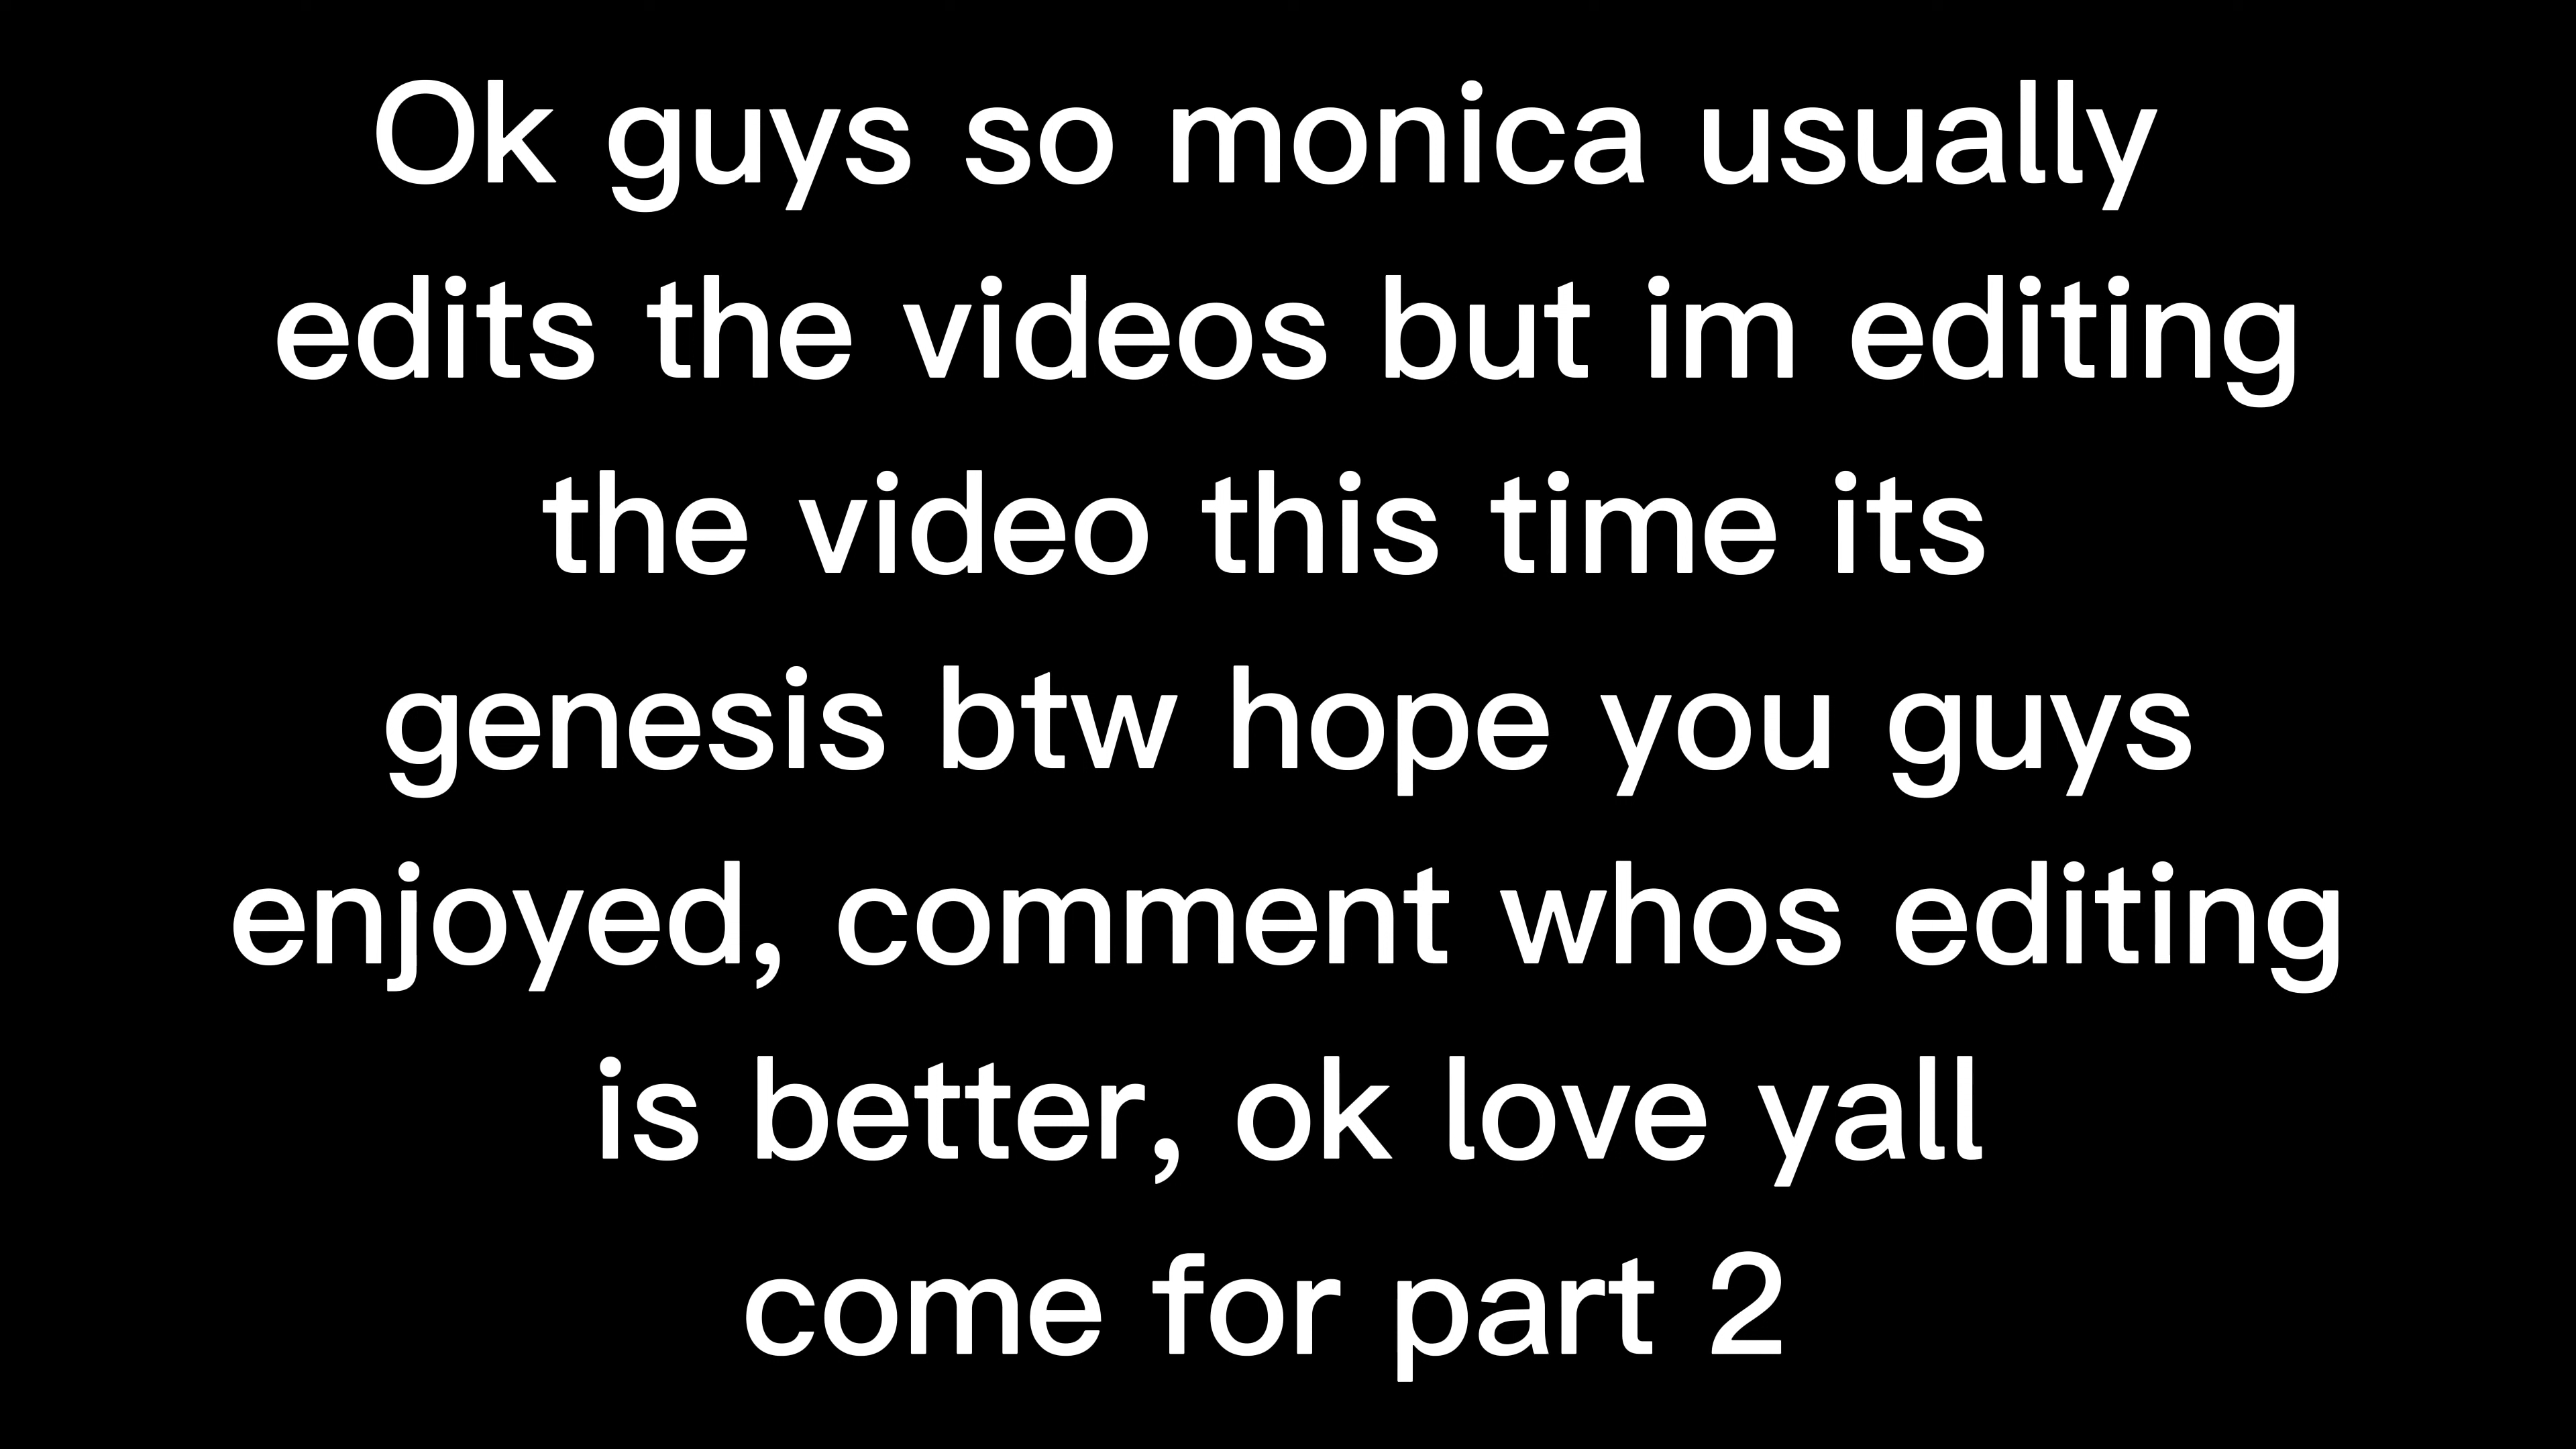 Ok guys so monica usually
edits the videos but im editing
the video this time its
genesis btw hope you guys
enjoyed, comment whos editing
is better, ok love yall
come for part 2